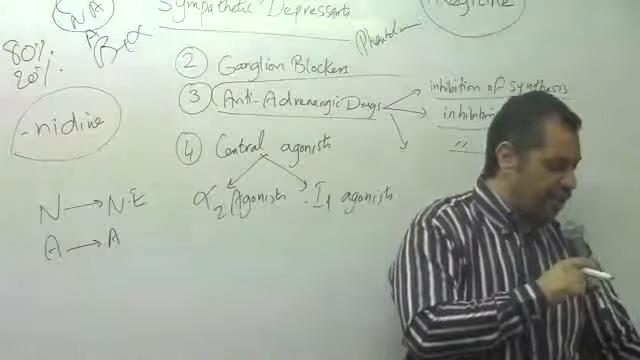 Sympathetic Depressants
NA
80%
20%
β α
② Ganglion Blockers
③ Anti-Adrenergic Drugs
inhibition of synthesis
④ Central agonists
α2 Agonists
I1 agonists
-nidine
N → N.E
A → A